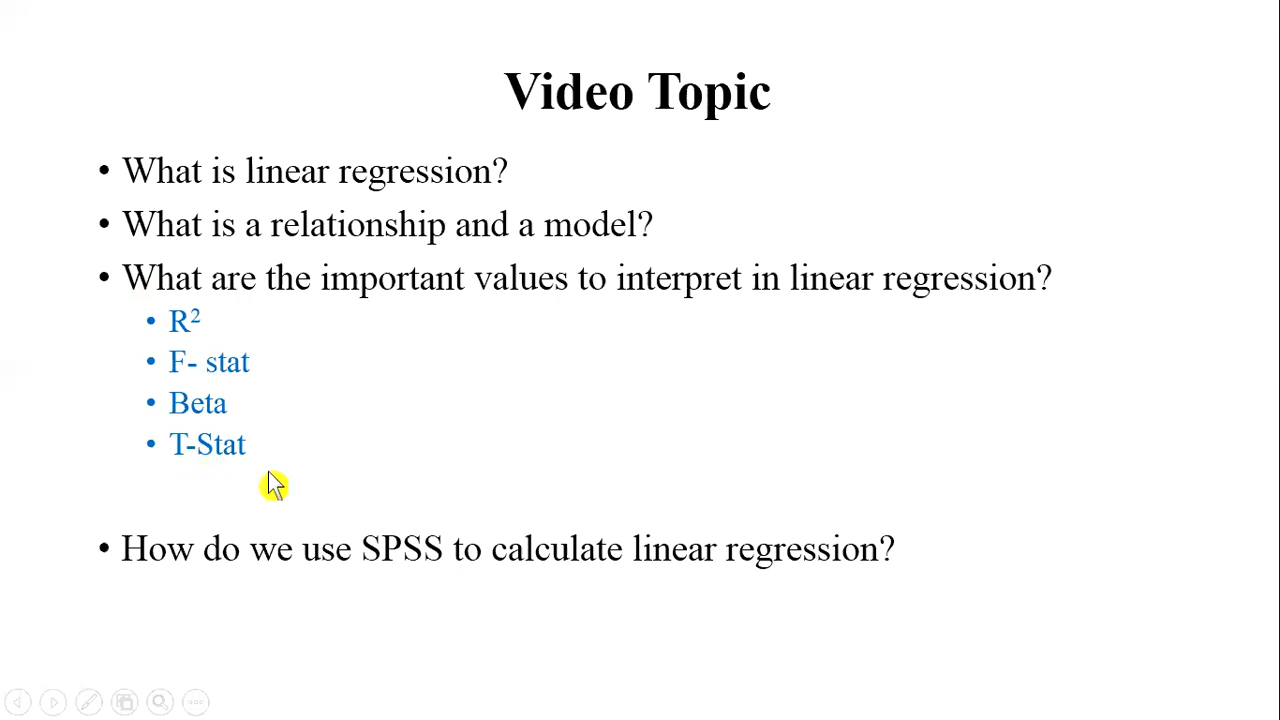 Video Topic
• What is linear regression?
• What is a relationship and a model?
• What are the important values to interpret in linear regression?
• R²
• F- stat
• Beta
• T-Stat
• How do we use SPSS to calculate linear regression?